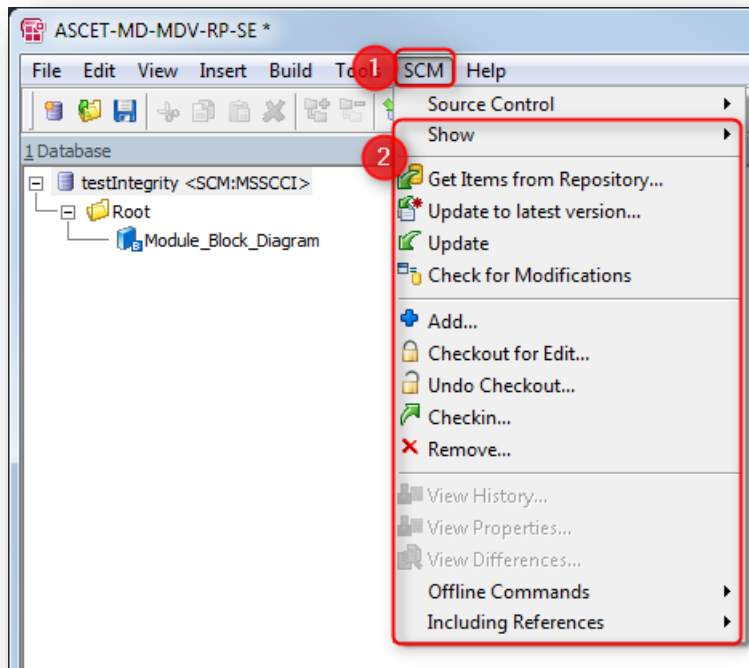 ASCET-MD-MDV-RP-SE *
File Edit View Insert Build Tools 1 SCM Help
Source Control
Show
1 Database
2
testIntegrity <SCM:MSSCCI>
Root
Module_Block_Diagram
Get Items from Repository...
Update to latest version...
Update
Check for Modifications
Add...
Checkout for Edit...
Undo Checkout...
Checkin...
Remove...
View History...
View Properties...
View Differences...
Offline Commands
Including References